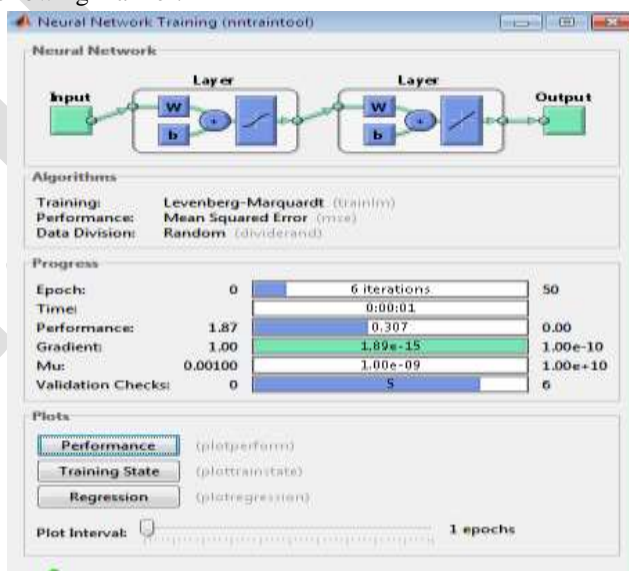 Neural Network Training (nntraintool)
Neural Network
Layer Layer
Input W b + W b + Output
Algorithms
Training: Levenberg-Marquardt (trainlm)
Performance: Mean Squared Error (mse)
Data Division: Random (dividerand)
Progress
Epoch: 0 6 iterations 50
Time: 0:00:01
Performance: 1.87 0.307 0.00
Gradient: 1.00 1.89e-15 1.00e-10
Mu: 0.00100 1.00e-09 1.00e+10
Validation Checks: 0 5 6
Plots
Performance (plotperform)
Training State (plottrainstate)
Regression (plotregression)
Plot Interval: 1 epochs